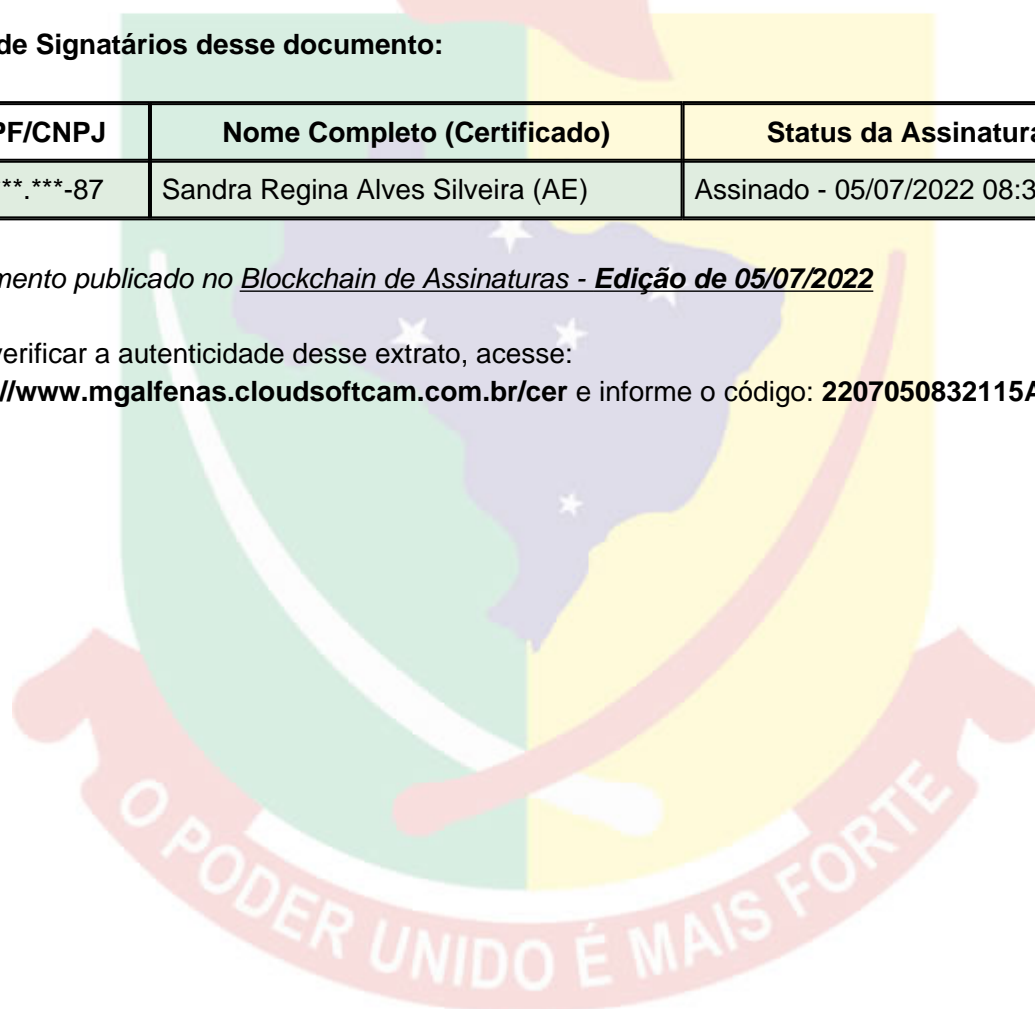 de Signatários desse documento:
PF/CNPJ Nome Completo (Certificado) Status da Assinatura
***.***-87 Sandra Regina Alves Silveira (AE) Assinado - 05/07/2022 08:3
mento publicado no Blockchain de Assinaturas - Edição de 05/07/2022
verificar a autenticidade desse extrato, acesse:
//www.mgalfenas.cloudsoftcam.com.br/cer e informe o código: 2207050832115A
O PODER UNIDO É MAIS FORTE